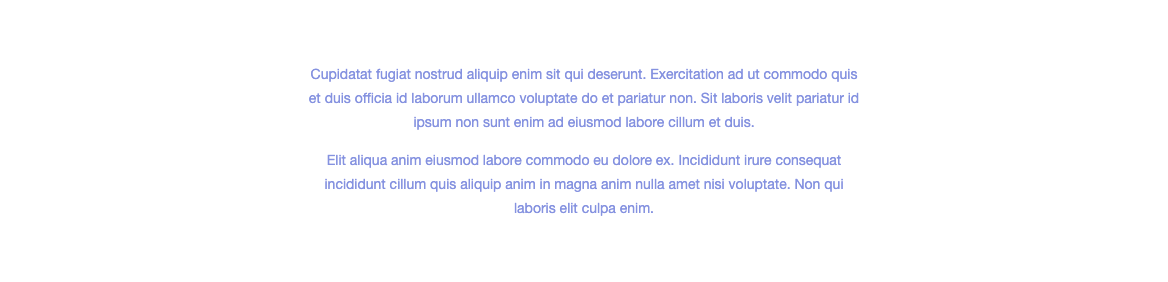 Cupidatat fugiat nostrud aliquip enim sit qui deserunt. Exercitation ad ut commodo quis
et duis officia id laborum ullamco voluptate do et pariatur non. Sit laboris velit pariatur id
ipsum non sunt enim ad eiusmod labore cillum et duis.
Elit aliqua anim eiusmod labore commodo eu dolore ex. Incididunt irure consequat
incididunt cillum quis aliquip anim in magna anim nulla amet nisi voluptate. Non qui
laboris elit culpa enim.